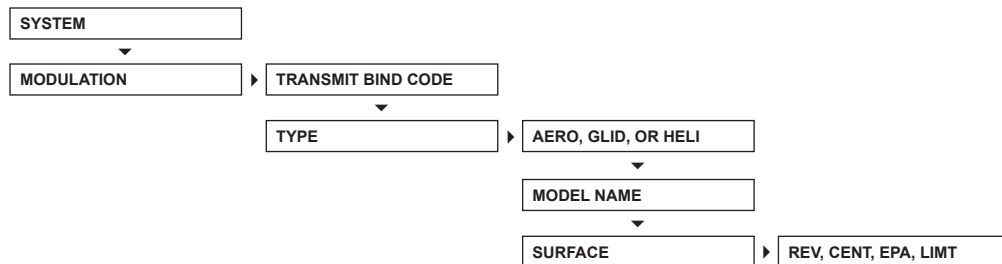 SYSTEM
MODULATION
TRANSMIT BIND CODE
TYPE
AERO, GLID, OR HELI
MODEL NAME
SURFACE
REV, CENT, EPA, LIMT